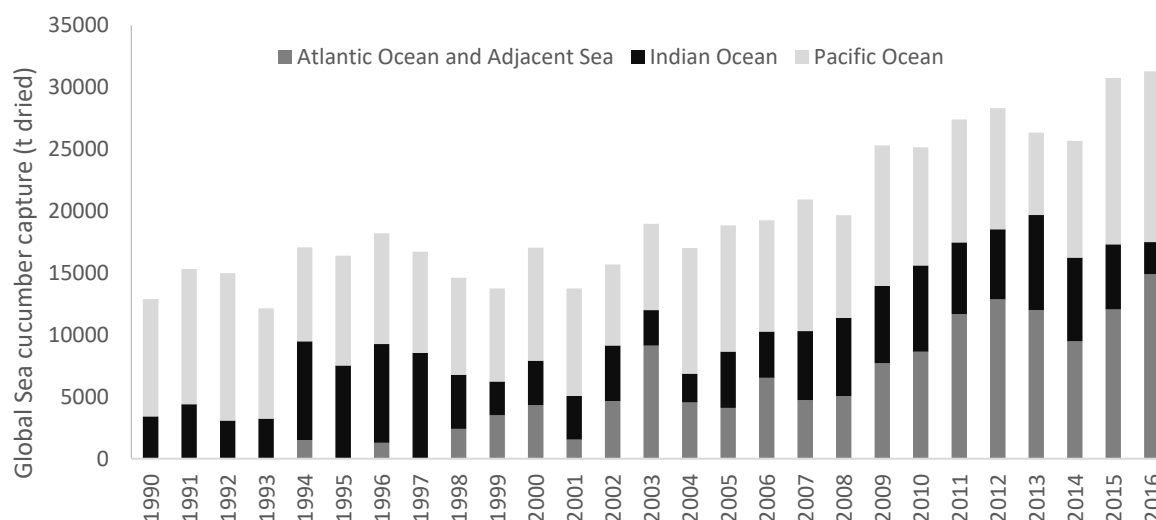 Global Sea cucumber capture (t dried)
35000
30000
25000
20000
15000
10000
5000
0
Atlantic Ocean and Adjacent Sea Indian Ocean Pacific Ocean
1990 1991 1992 1993 1994 1995 1996 1997 1998 1999 2000 2001 2002 2003 2004 2005 2006 2007 2008 2009 2010 2011 2012 2013 2014 2015 2016